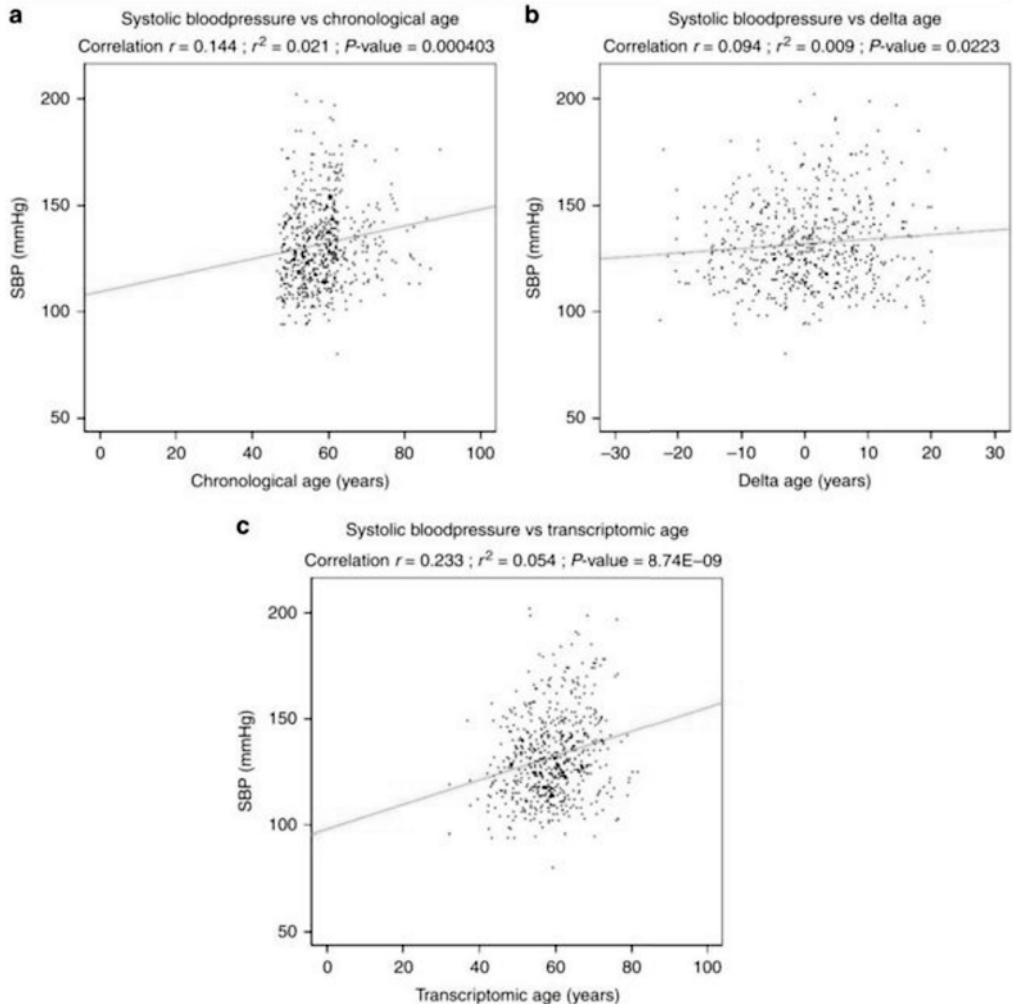 a
Systolic bloodpressure vs chronological age
Correlation r = 0.144 ; r² = 0.021 ; P-value = 0.000403
200
150
100
50
SBP (mmHg)
0 20 40 60 80 100
Chronological age (years)
b
Systolic bloodpressure vs delta age
Correlation r = 0.094 ; r² = 0.009 ; P-value = 0.0223
200
150
100
50
SBP (mmHg)
−30 −20 −10 0 10 20 30
Delta age (years)
c
Systolic bloodpressure vs transcriptomic age
Correlation r = 0.233 ; r² = 0.054 ; P-value = 8.74E−09
200
150
100
50
SBP (mmHg)
0 20 40 60 80 100
Transcriptomic age (years)